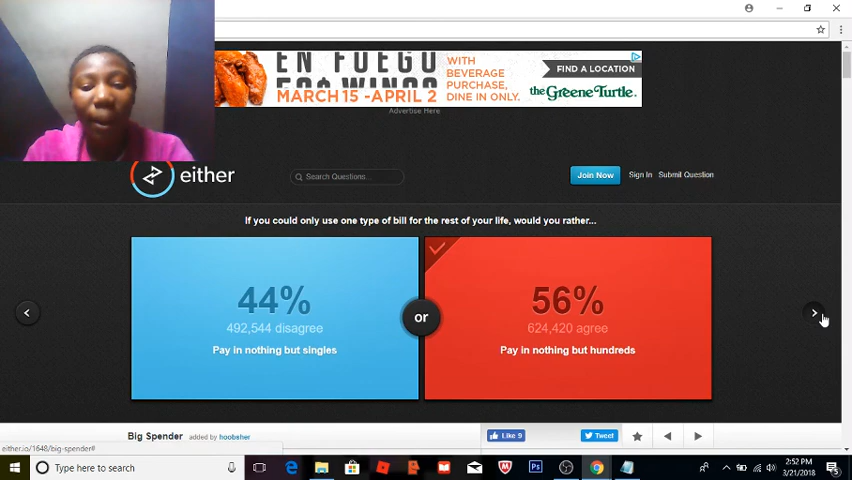 EN FUEGO
WITH
BEVERAGE
PURCHASE,
DINE IN ONLY.
FIND A LOCATION
MARCH 15 -APRIL 2
the Greene Turtle
Advertise Here
either
Search Questions...
Join Now
Sign In
Submit Question
If you could only use one type of bill for the rest of your life, would you rather...
44%
492,544 disagree
Pay in nothing but singles
or
56%
624,420 agree
Pay in nothing but hundreds
Big Spender added by hoobsher
Like 9
Tweet
either.io/1648/big-spender#
Type here to search
2:52 PM
3/21/2018